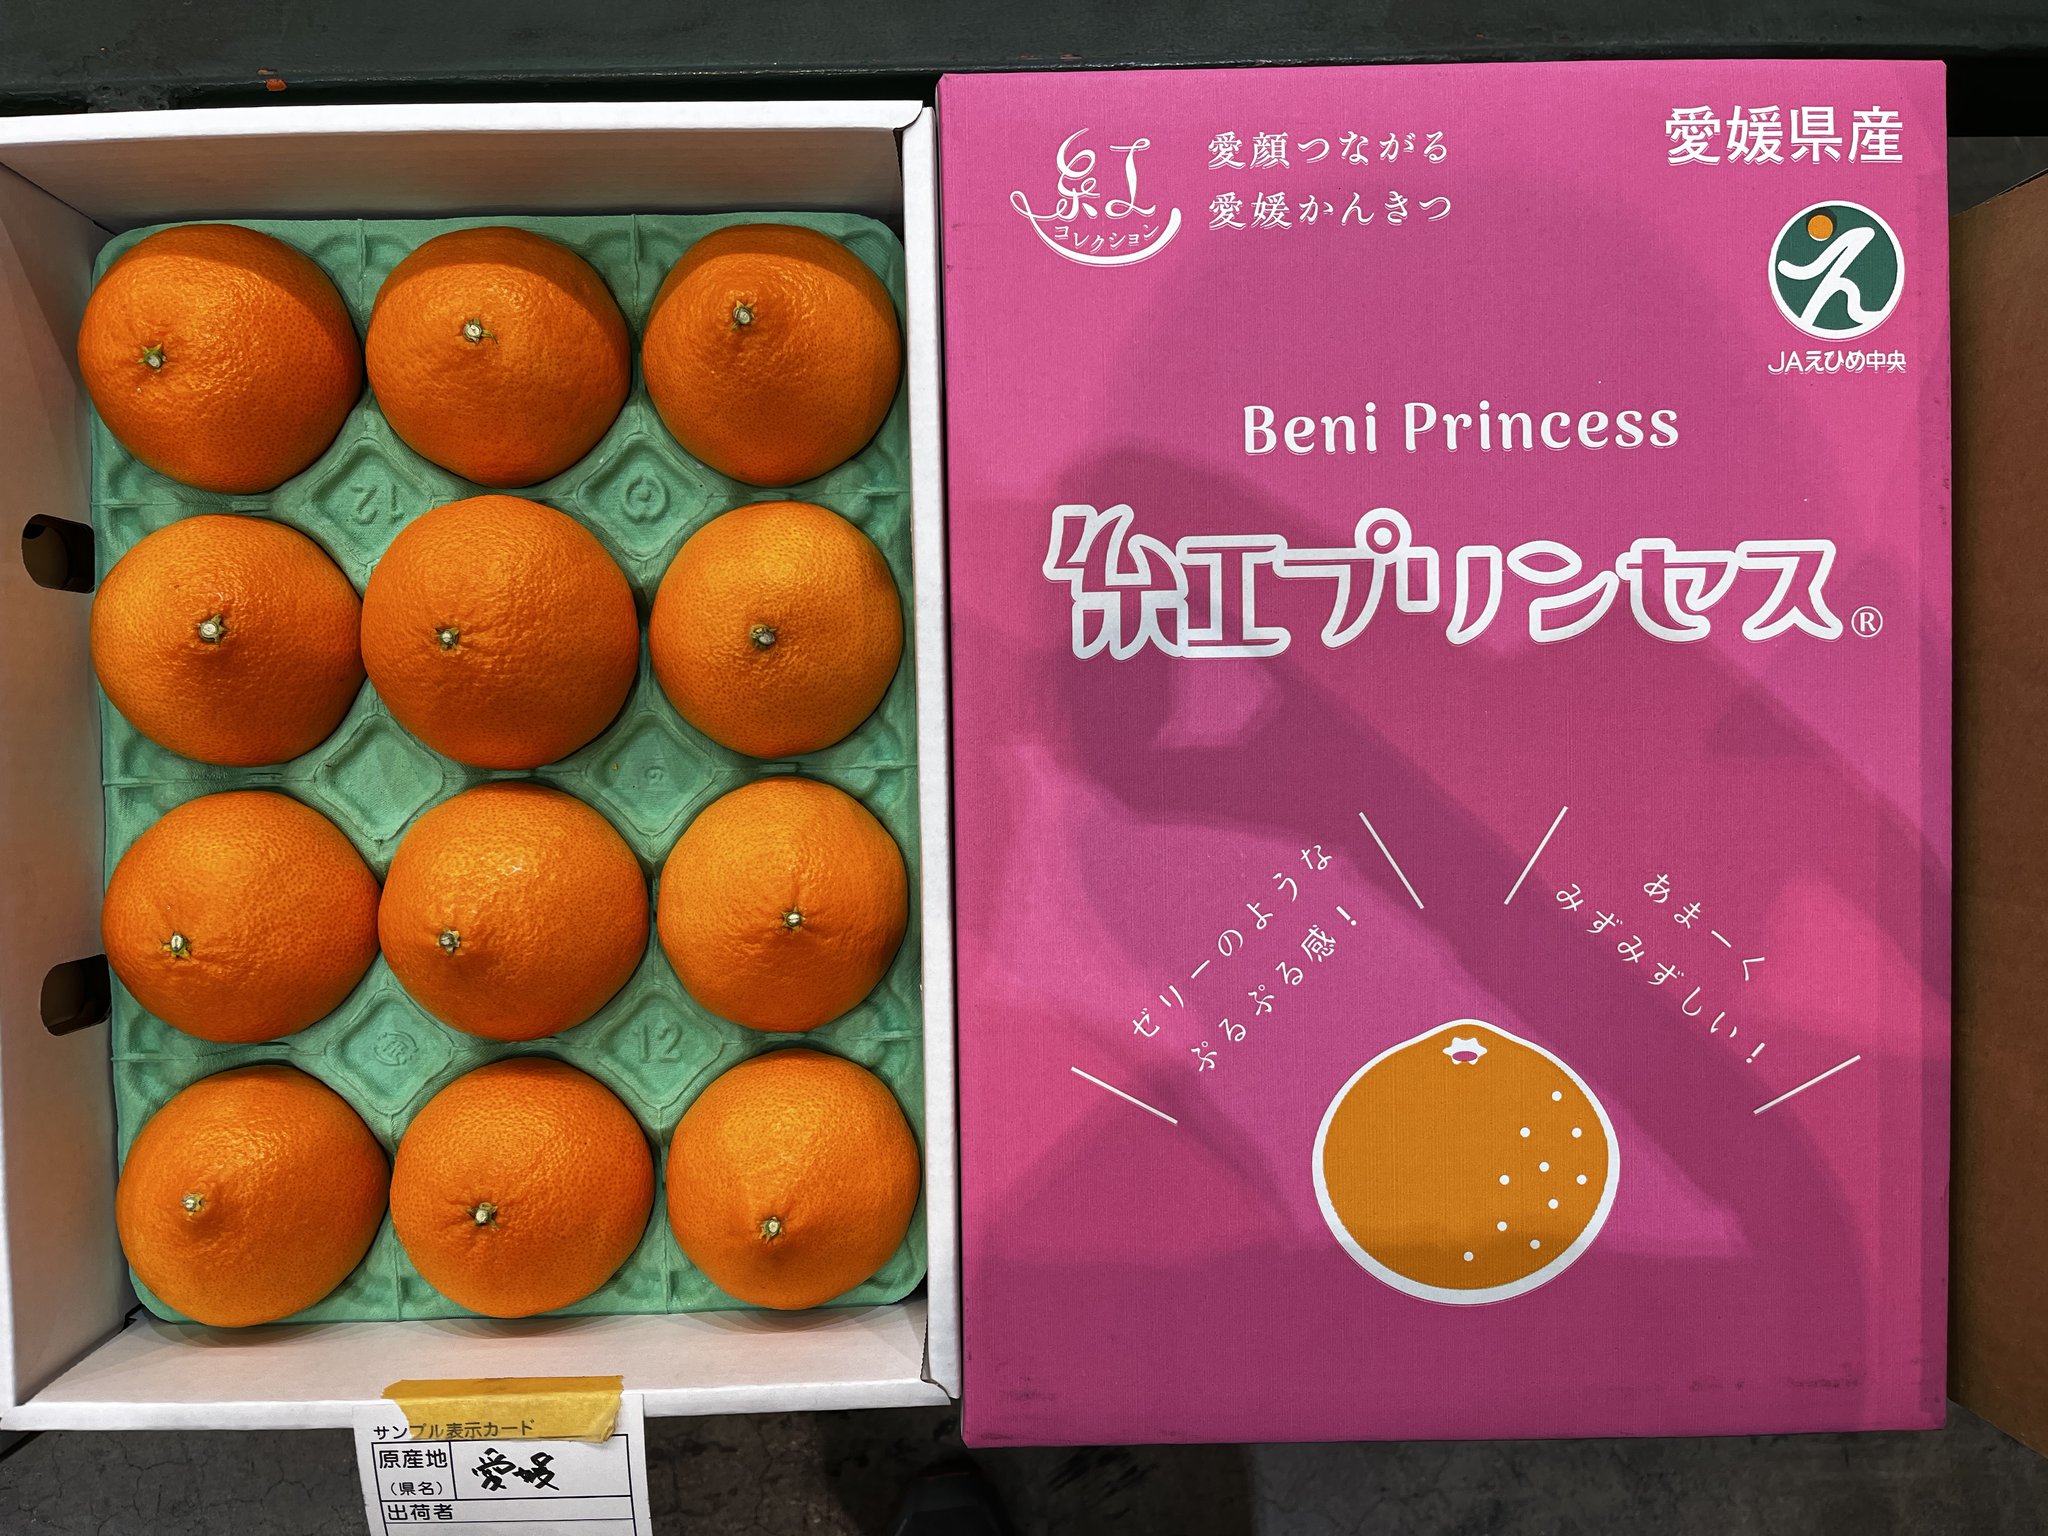 紅
コレクション
愛顔つながる
愛媛かんきつ
愛媛県産
JAえひめ中央
Beni Princess
紅プリンセス®
ゼリーのような
ぷるぷる感!
あまーく
みずみずしい!
12
12
サンプル表示カード
原産地
(県名)
愛媛
出荷者